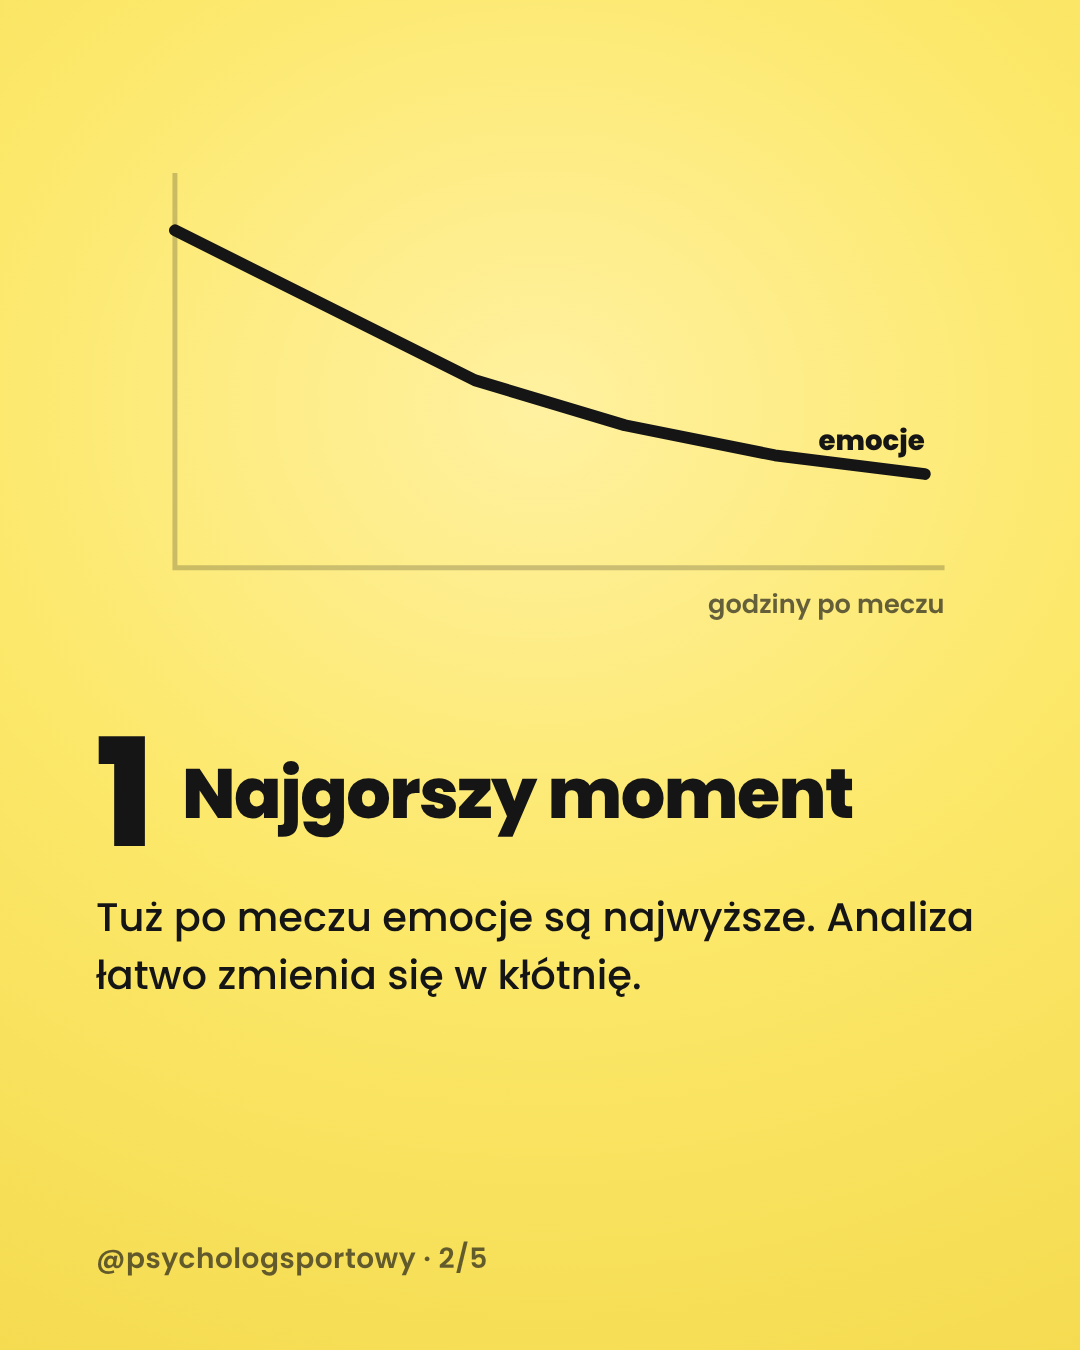 emocje
godziny po meczu
1 Najgorszy moment
Tuż po meczu emocje są najwyższe. Analiza
łatwo zmienia się w kłótnię.
@psychologsportowy · 2/5